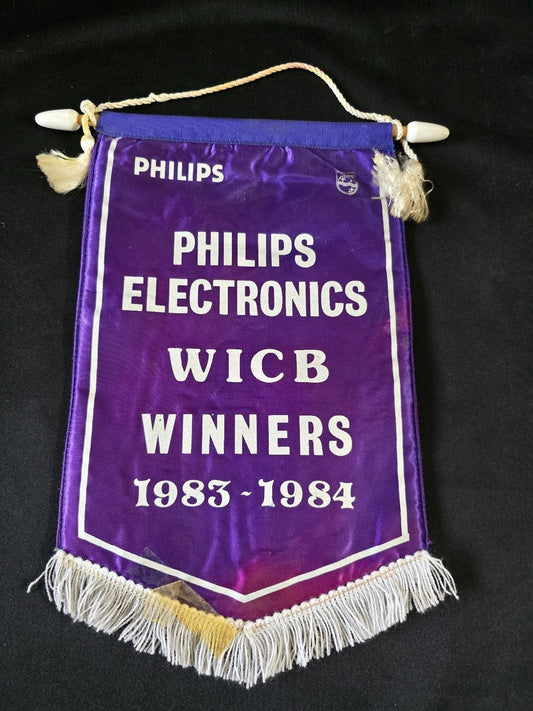 PHILIPS
PHILIPS
ELECTRONICS
WICB
WINNERS
1983-1984